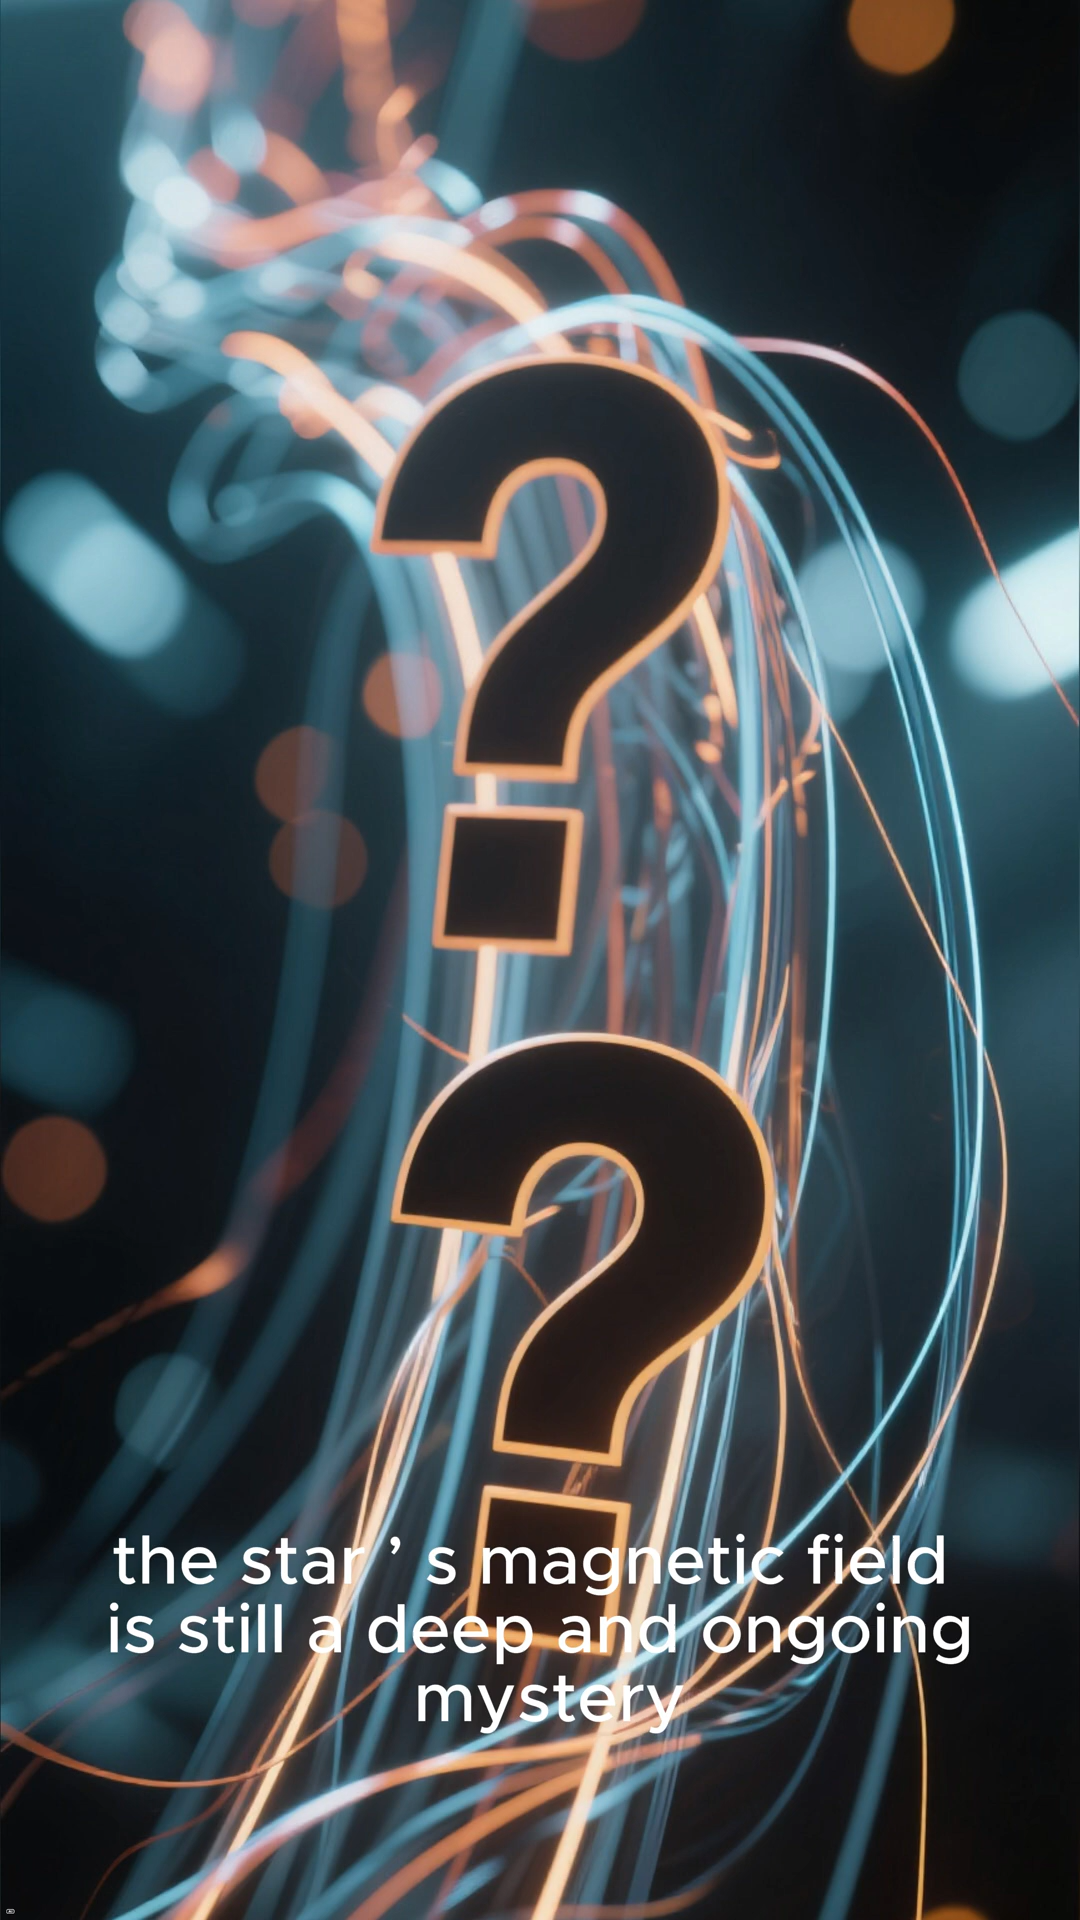 ?
?
the star ’ s magnetic field
is still a deep and ongoing
mystery